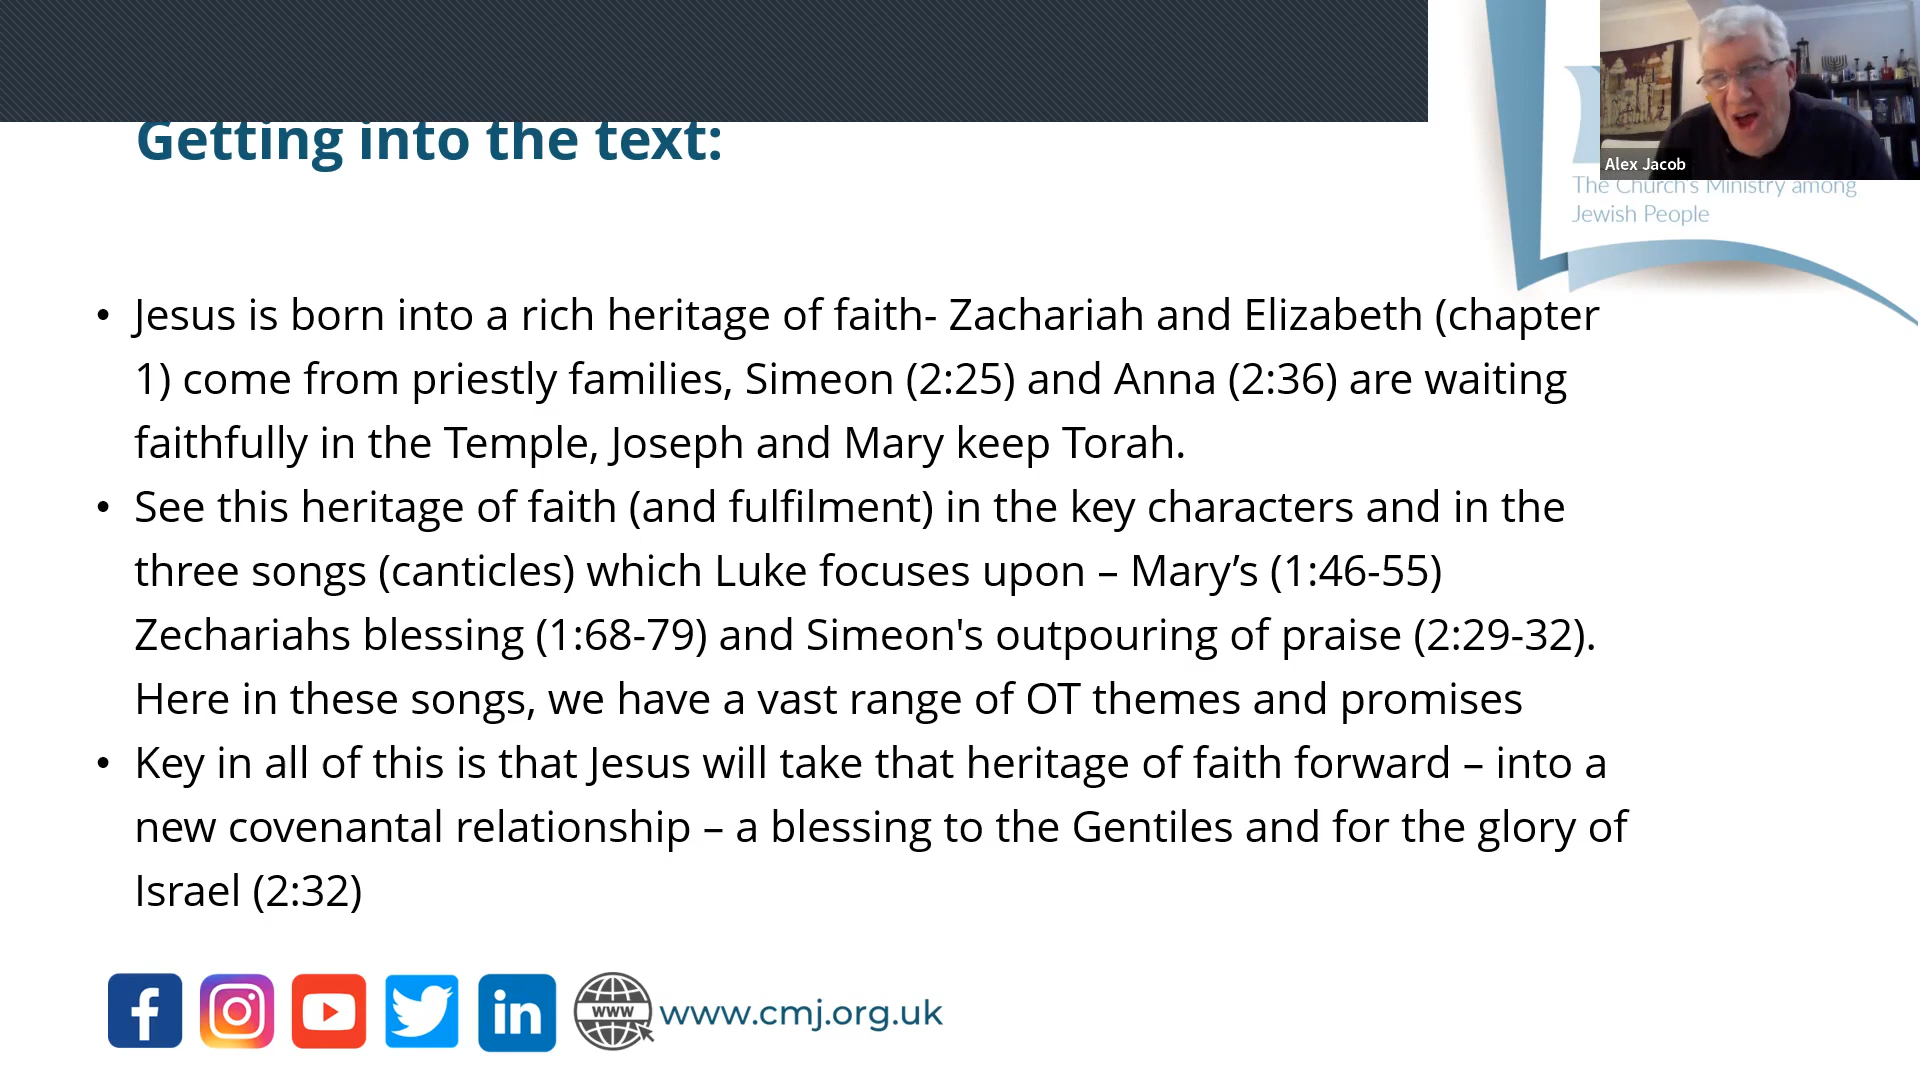 Getting into the text:
Alex Jacob
The Church's Ministry among
Jewish People
• Jesus is born into a rich heritage of faith- Zachariah and Elizabeth (chapter
1) come from priestly families, Simeon (2:25) and Anna (2:36) are waiting
faithfully in the Temple, Joseph and Mary keep Torah.
• See this heritage of faith (and fulfilment) in the key characters and in the
three songs (canticles) which Luke focuses upon – Mary’s (1:46-55)
Zechariahs blessing (1:68-79) and Simeon's outpouring of praise (2:29-32).
Here in these songs, we have a vast range of OT themes and promises
• Key in all of this is that Jesus will take that heritage of faith forward – into a
new covenantal relationship – a blessing to the Gentiles and for the glory of
Israel (2:32)
f
in
www
www.cmj.org.uk